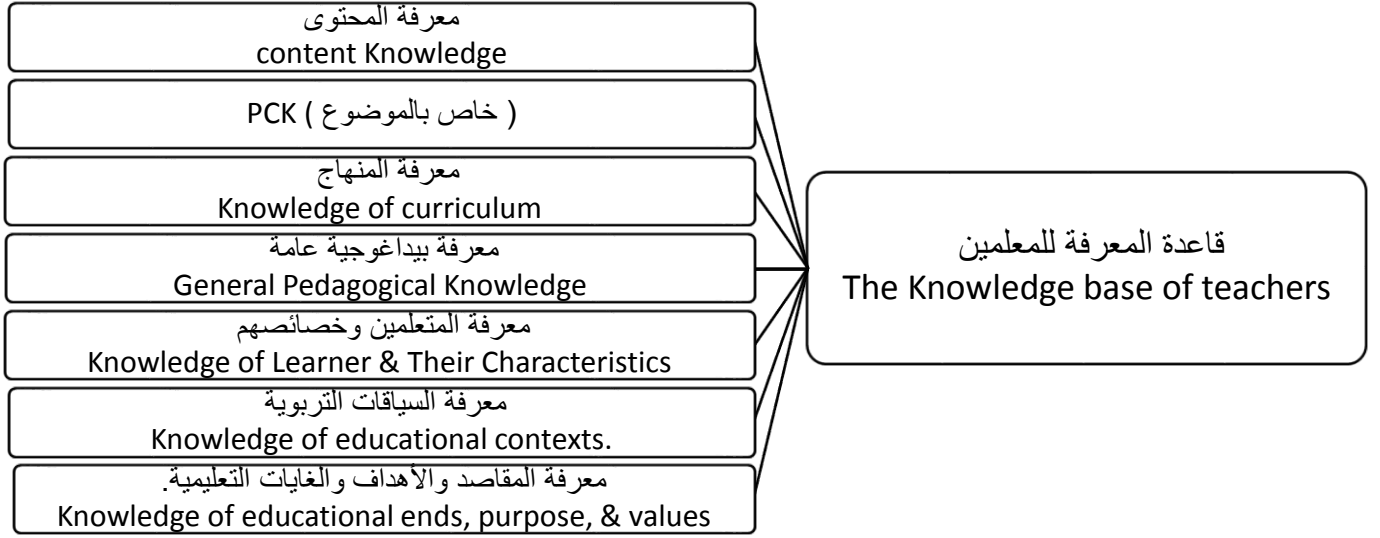 معرفة المحتوى
content Knowledge
PCK ( خاص بالموضوع )
معرفة المنهاج
Knowledge of curriculum
معرفة بيداغوجية عامة
General Pedagogical Knowledge
معرفة المتعلمين وخصائصهم
Knowledge of Learner & Their Characteristics
معرفة السياقات التربوية
Knowledge of educational contexts.
معرفة المقاصد والأهداف والغايات التعليمية.
Knowledge of educational ends, purpose, & values
قاعدة المعرفة للمعلمين
The Knowledge base of teachers